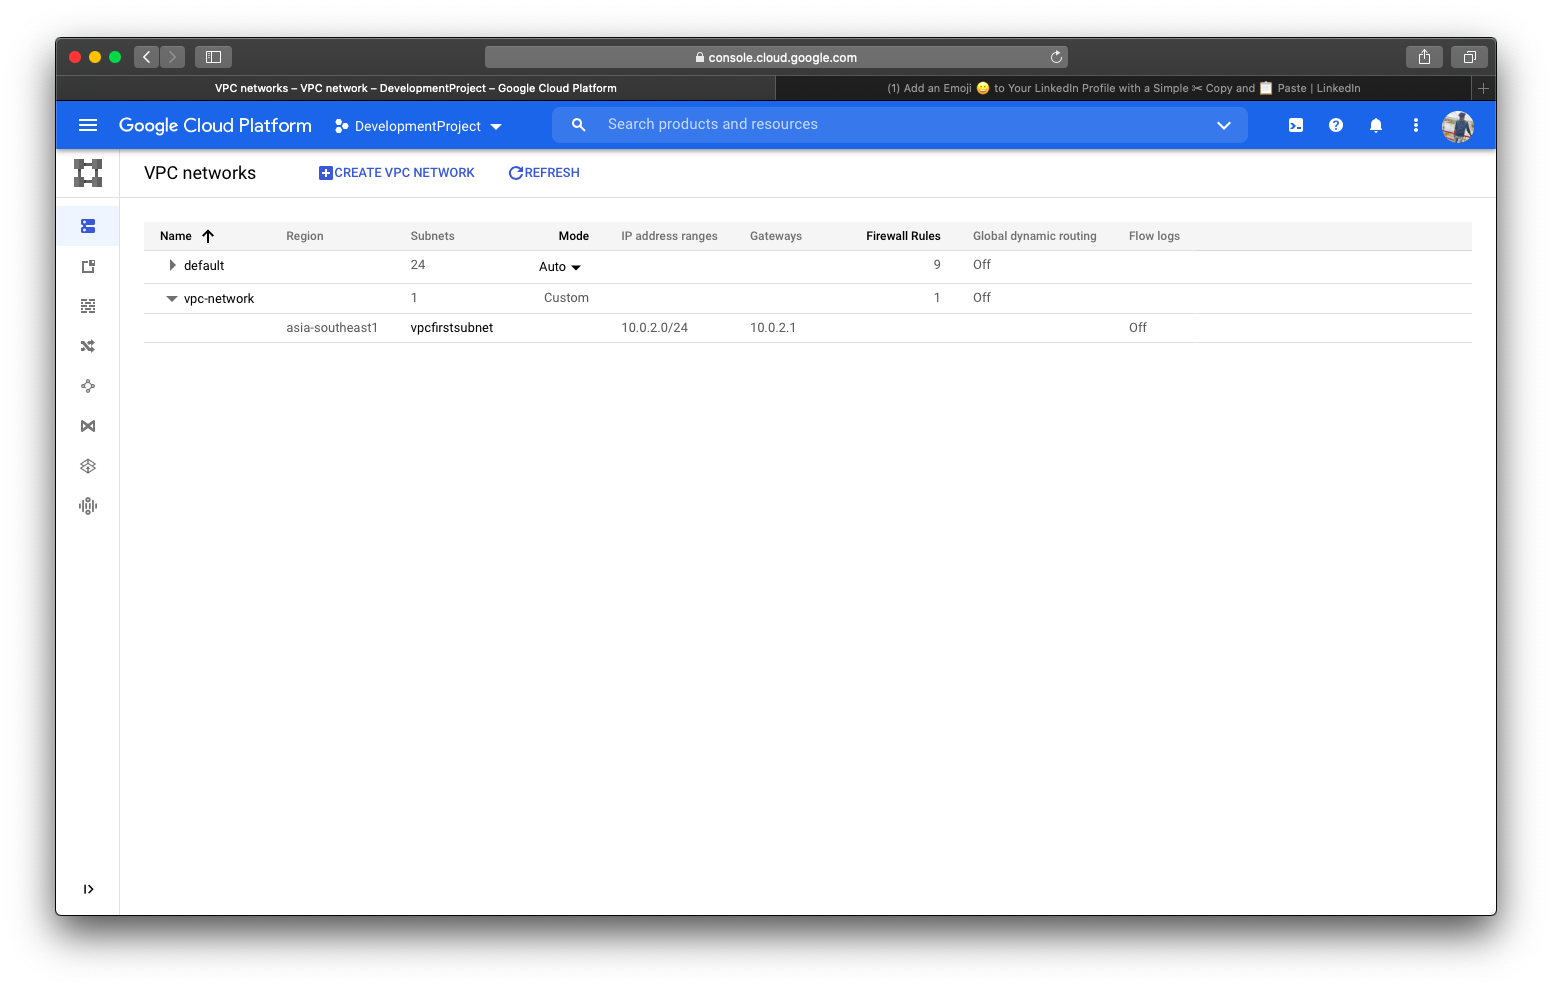 console.cloud.google.com
VPC networks – VPC network – DevelopmentProject – Google Cloud Platform
(1) Add an Emoji 😀 to Your LinkedIn Profile with a Simple ✂ Copy and 📋 Paste | LinkedIn
Google Cloud Platform
DevelopmentProject
Search products and resources
VPC networks
CREATE VPC NETWORK
REFRESH
Name Region Subnets Mode IP address ranges Gateways Firewall Rules Global dynamic routing Flow logs
default 24 Auto 9 Off
vpc-network 1 Custom 1 Off
asia-southeast1 vpcfirstsubnet 10.0.2.0/24 10.0.2.1 Off